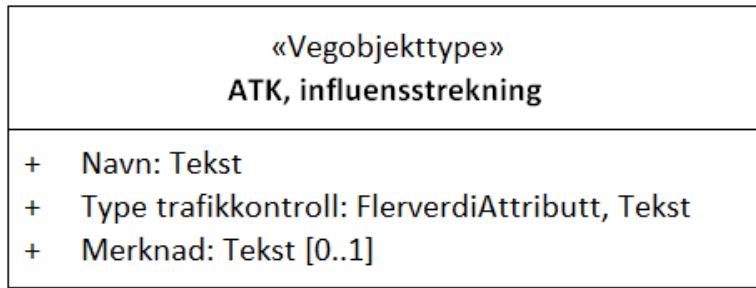 «Vegobjekttype»
ATK, influensstrekning
+ Navn: Tekst
+ Type trafikkontroll: FlerverdiAttributt, Tekst
+ Merknad: Tekst [0..1]